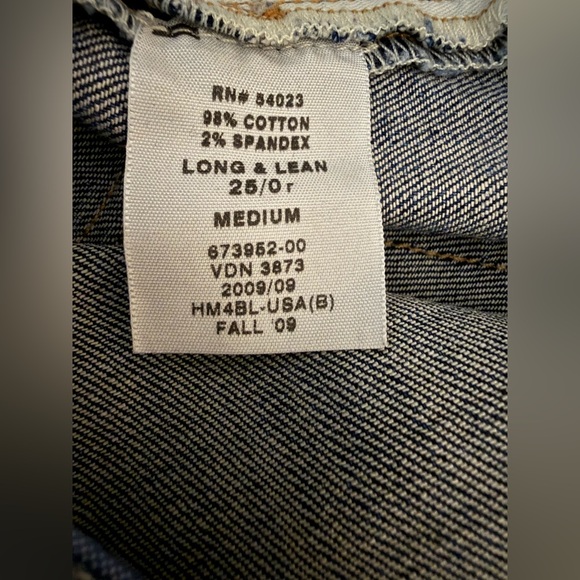 RN# 54023
98% COTTON
2% SPANDEX
LONG & LEAN
25/0 r
MEDIUM
673952-00
VDN 3873
2009/09
HM4BL-USA(B)
FALL '09